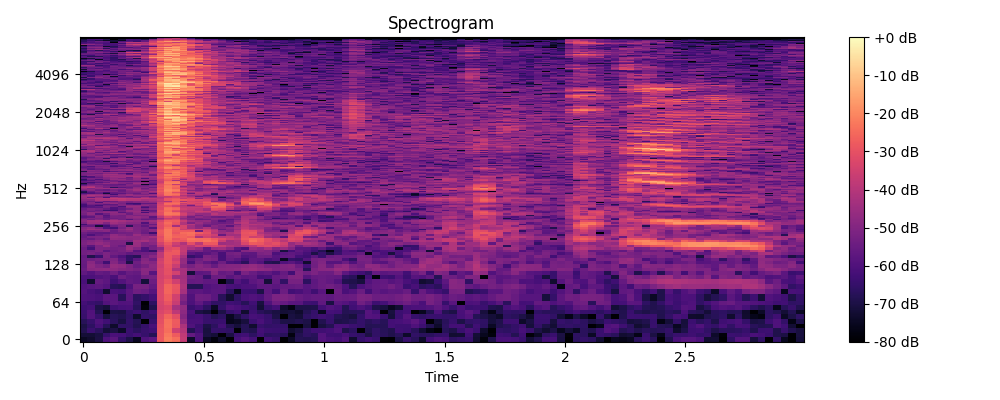 Spectrogram
4096
2048
1024
512
256
128
64
0
Hz
0
0.5
1
1.5
2
2.5
Time
+0 dB
-10 dB
-20 dB
-30 dB
-40 dB
-50 dB
-60 dB
-70 dB
-80 dB